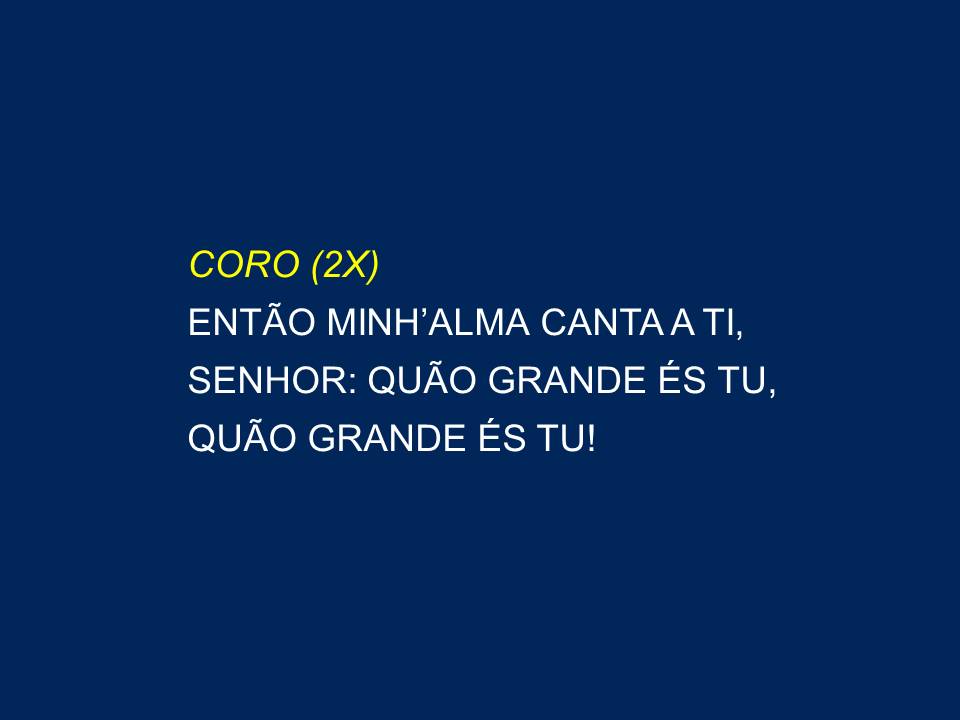 CORO (2X)
ENTÃO MINH’ALMA CANTA A TI,
SENHOR: QUÃO GRANDE ÉS TU,
QUÃO GRANDE ÉS TU!